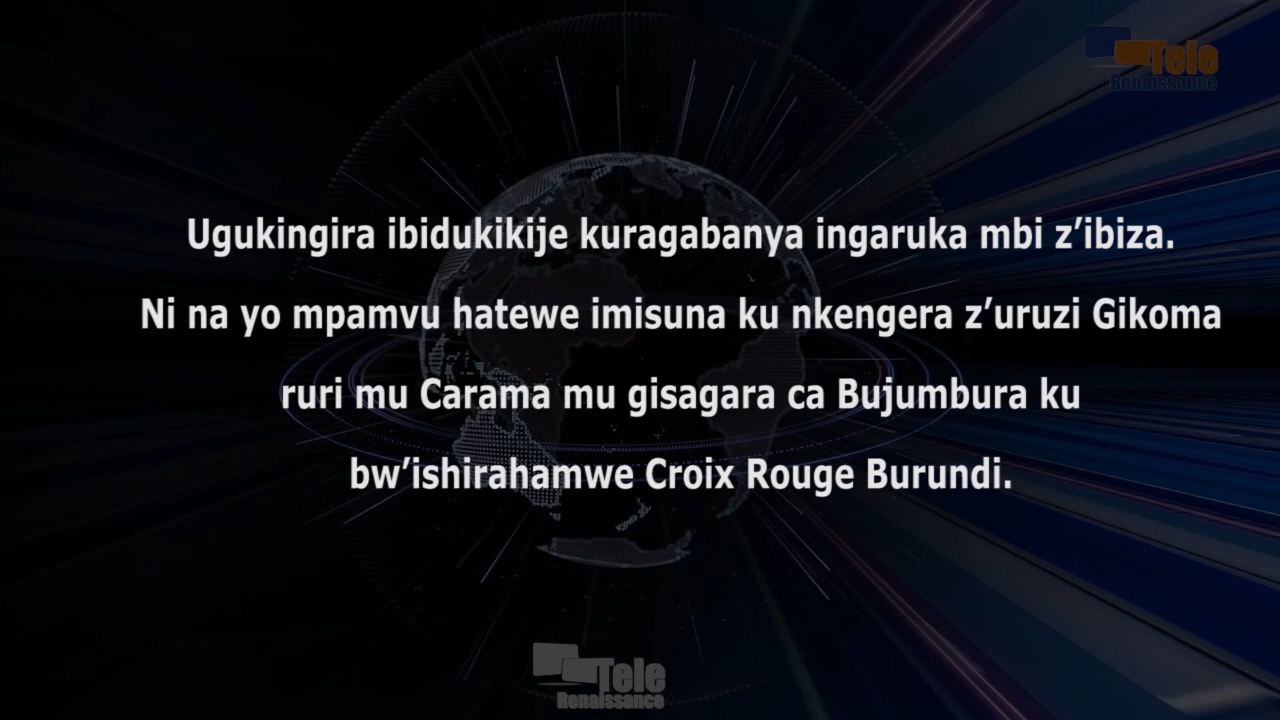 Tele
Renaissance
Ugukingira ibidukikije kuragabanya ingaruka mbi z’ibiza.
Ni na yo mpamvu hatewe imisuna ku nkengera z’uruzi Gikoma
ruri mu Carama mu gisagara ca Bujumbura ku
bw’ishirahamwe Croix Rouge Burundi.
Tele
Renaissance